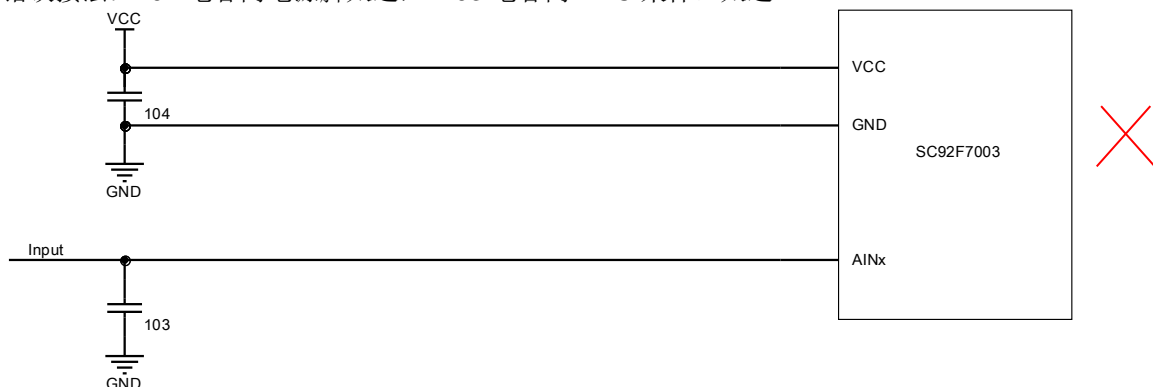 VCC
VCC
104
GND
SC92F7003
GND
Input
AINx
103
GND